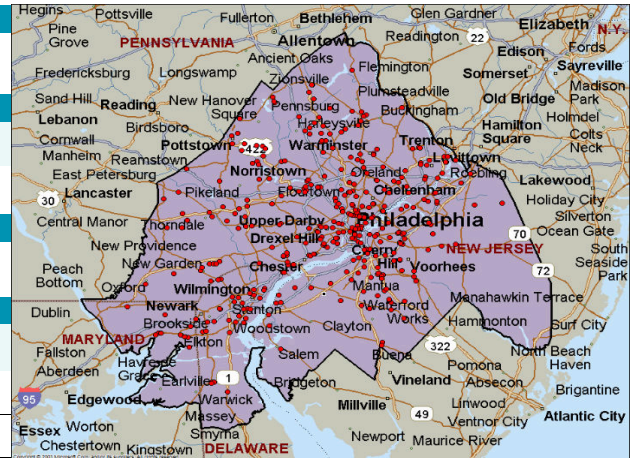 Hegins Pottsville Fullerton Bethlehem Glen Gardner Elizabeth N.Y.
Pine Grove
PENNSYLVANIA Allentown Readington 22 Edison Fords
Ancient Oaks Sayreville
Fredericksburg Longswamp Zionsville Flemington Somerset
Madison Park
Sand Hill Reading New Hanover Square Pennsburg Plumsteadville Old Bridge
Lebanon Harleysville Buckingham Holmdel
Birdsboro Hamilton Square Colts Neck
Cornwall Pottstown 422 Warminster Trenton
Manheim Reamstown Levittown
East Petersburg Norristown Oreland Roebling
30 Lancaster Pikeland Flourtown Cheltenham Lakewood
Holiday City
Central Manor Thorndale Upper Darby Philadelphia Silverton
Drexel Hill 70 Ocean Gate
New Providence Cherry Hill NEW JERSEY South Seaside Park
New Garden Chester Voorhees 72
Peach Bottom
Oxford Wilmington Mantua
Dublin Newark Stanton Waterford Works Manahawkin Terrace
Brookside Woodstown Clayton Hammonton Surf City
MARYLAND Elkton 322
Fallston Havre de Grace Salem Buena North Beach Haven
Aberdeen Pomona
95 Edgewood Earlville 1 Bridgeton Vineland Absecon Brigantine
Warwick Millville Linwood
Massey 49 Ventnor City Atlantic City
Essex Worton Smyrna
Chestertown Kingstown DELAWARE Newport Maurice River